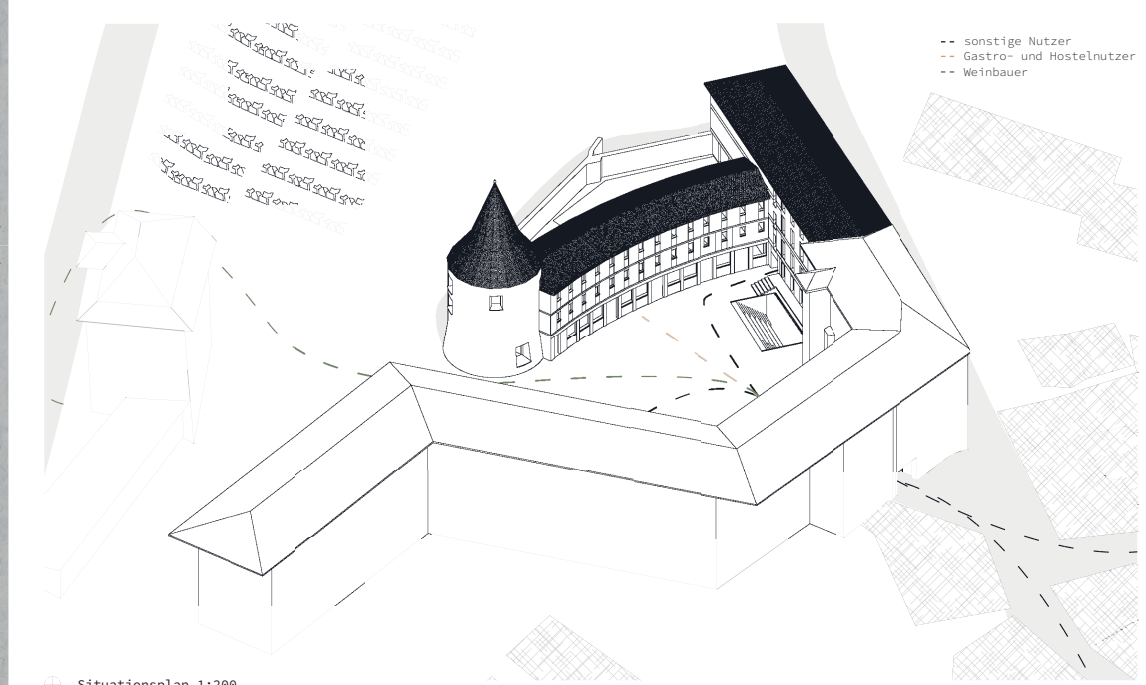 -- sonstige Nutzer
-- Gastro- und Hostelnutzer
-- Weinbauer
Situationsplan 1:200